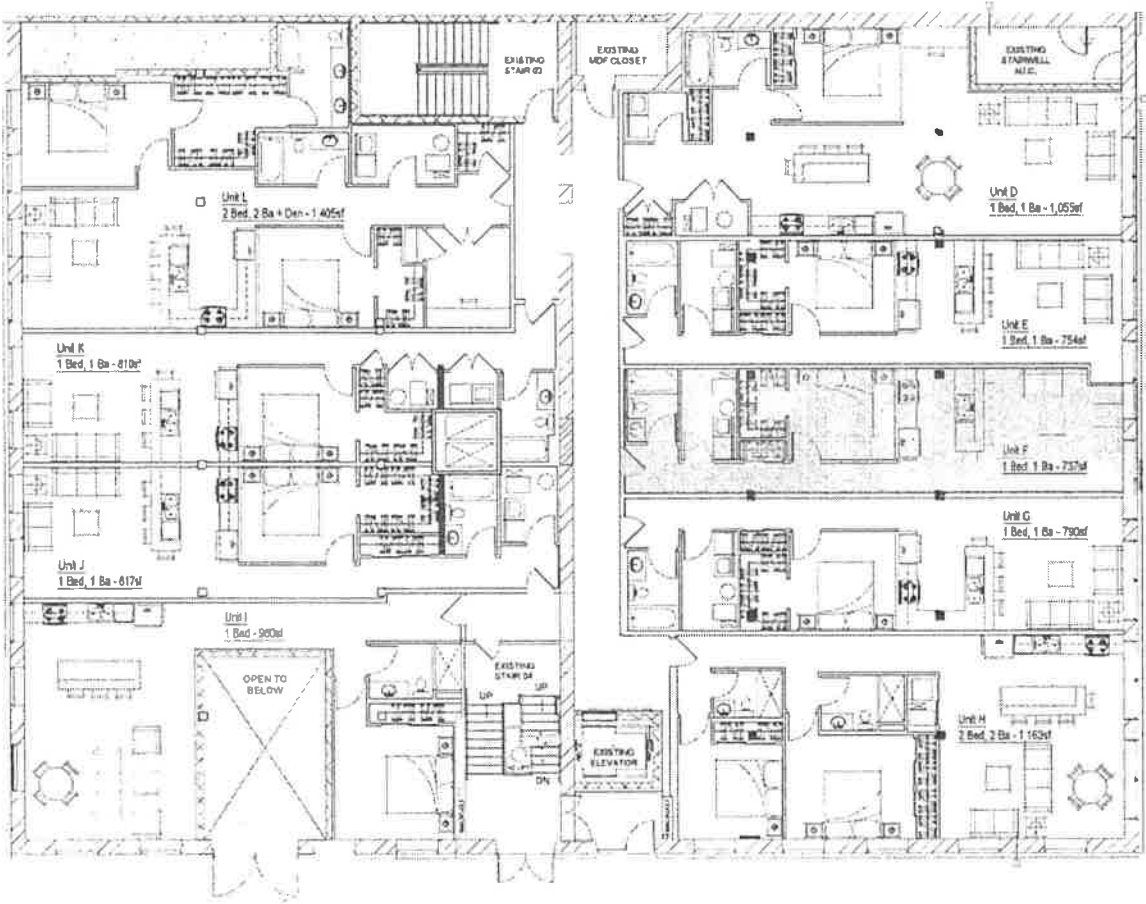 EXISTING
STAIR 03
EXISTING
MDF CLOSET
EXISTING
STAIRWELL
N.I.C.
Unit L
2 Bed, 2 Ba + Den - 1,405sf
Unit D
1 Bed, 1 Ba - 1,055sf
Unit E
1 Bed, 1 Ba - 754sf
Unit K
1 Bed, 1 Ba - 810sf
Unit F
1 Bed, 1 Ba - 737sf
Unit G
1 Bed, 1 Ba - 790sf
Unit J
1 Bed, 1 Ba - 817sf
Unit I
1 Bed - 980sf
OPEN TO
BELOW
EXISTING
STAIR 04
UP
UP
DN
EXISTING
ELEVATOR
Unit H
2 Bed, 2 Ba - 1,163sf